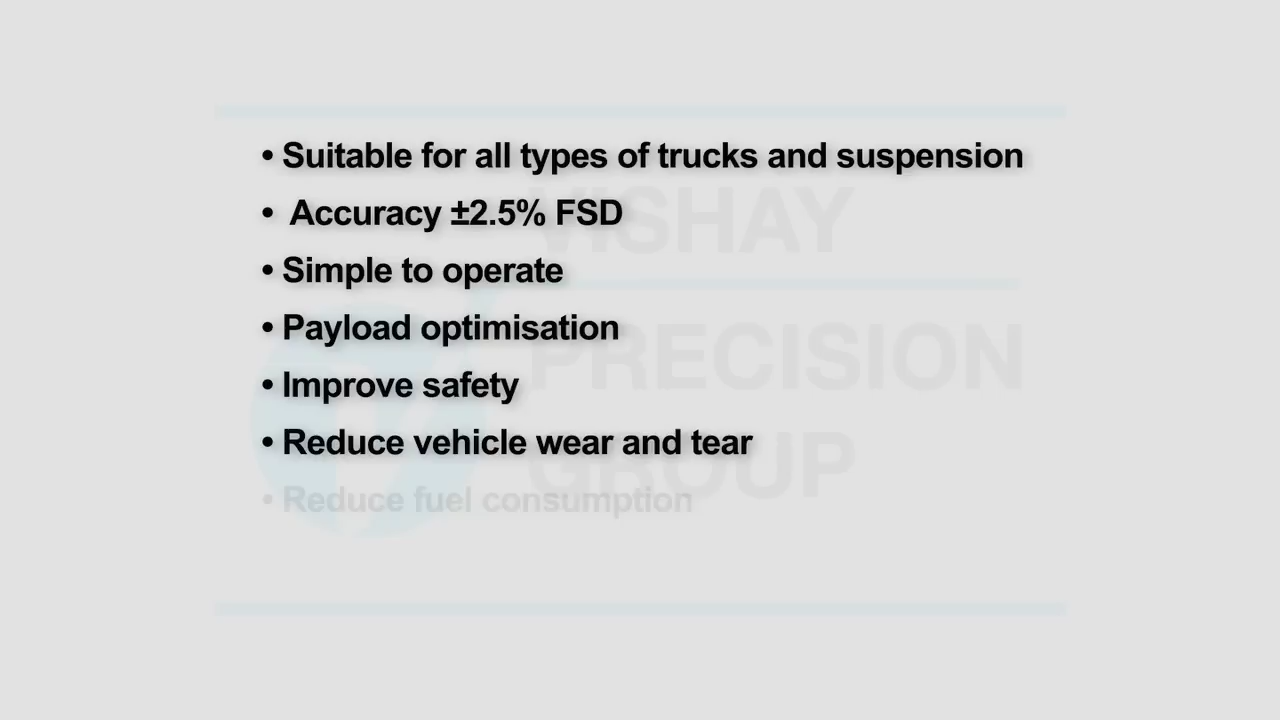 • Suitable for all types of trucks and suspension
• Accuracy ±2.5% FSD
• Simple to operate
• Payload optimisation
• Improve safety
• Reduce vehicle wear and tear
• Reduce fuel consumption
VISHAY
PRECISION
GROUP